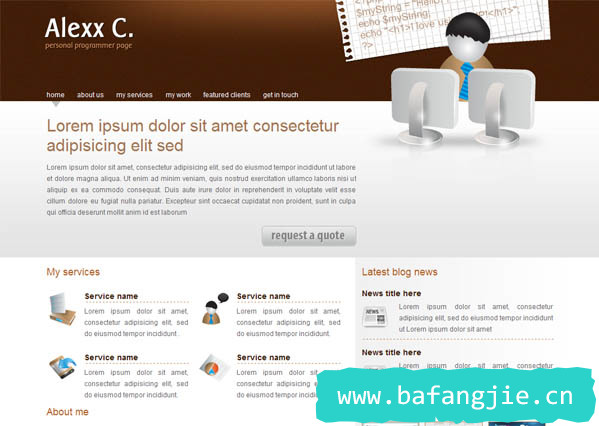 Alexx C.
personal programmer page
<?php
$myString = "Hello
echo $myString;
echo "<h1>I love us
?>
home about us my services my work featured clients get in touch
Lorem ipsum dolor sit amet consectetur
adipisicing elit sed
Lorem ipsum dolor sit amet, consectetur adipisicing elit, sed do eiusmod tempor incididunt ut labore
et dolore magna aliqua. Ut enim ad minim veniam, quis nostrud exercitation ullamco laboris nisi ut
aliquip ex ea commodo consequat. Duis aute irure dolor in reprehenderit in voluptate velit esse cillum
dolore eu fugiat nulla pariatur. Excepteur sint occaecat cupidatat non proident, sunt in culpa qui
officia deserunt mollit anim id est laborum
request a quote
My services
Service name
Lorem ipsum dolor sit amet,
consectetur adipisicing elit, sed
do eiusmod tempor incididunt .
Service name
Lorem ipsum dolor sit amet,
consectetur adipisicing elit, sed
do eiusmod tempor incididunt
Service name
Lorem ipsum dolor sit amet,
consectetur adipisicing elit, sed
do eiusmod tempor incididunt.
Service name
Lorem ipsum dolor sit amet,
consectetur adipisicing elit, sed
do eiusmod tempor incididunt
About me
Latest blog news
News title here
Lorem ipsum dolor sit amet, consectetur adipisicing elit, sed do eiusmod tempor incididunt
ut Lorem ipsum dolor sit amet
News title here
Lorem ipsum dolor sit amet,
www.bafangjie.cn